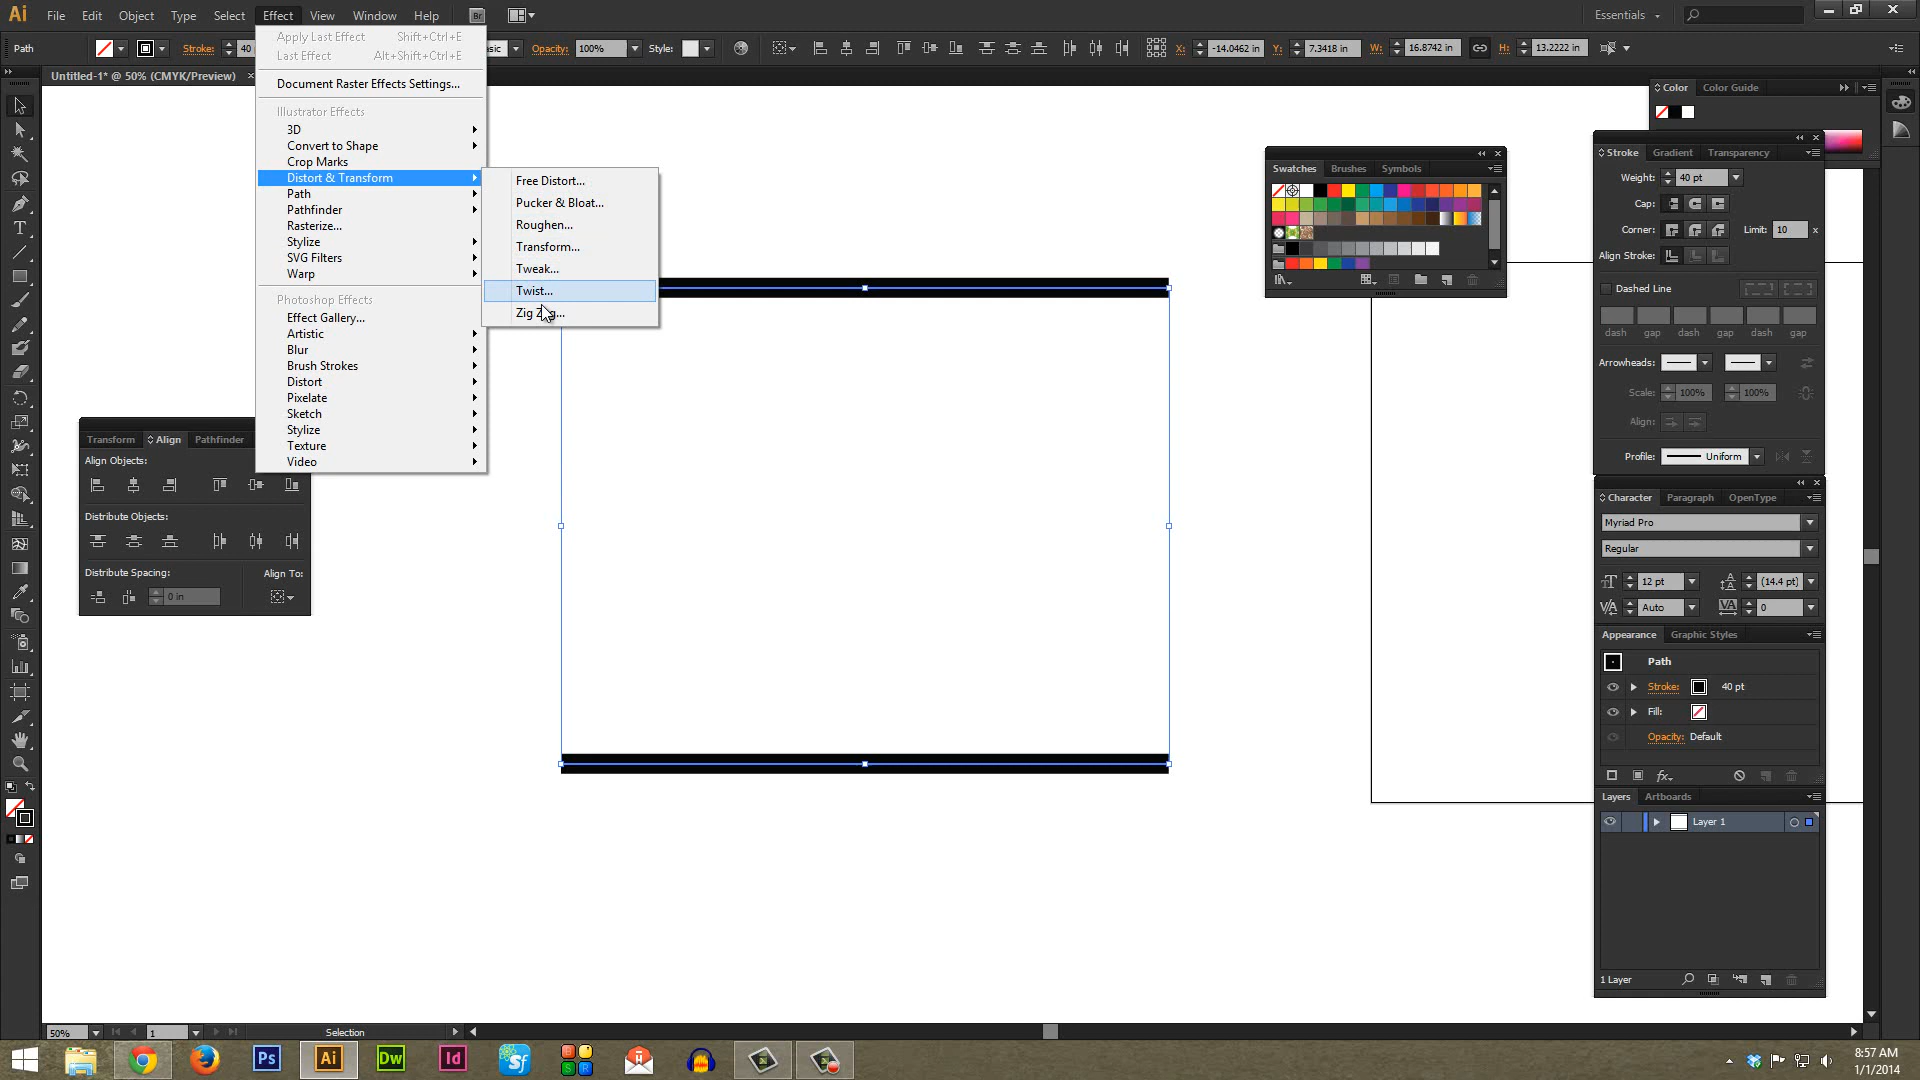 Ai File Edit Object Type Select Effect View Window Help Br Essentials
Path Stroke: 40 Opacity: 100% Style: X: -14.0462 in Y: 7.3418 in W: 16.8742 in H: 13.2222 in
Untitled-1* @ 50% (CMYK/Preview)
Apply Last Effect Shift+Ctrl+E
Last Effect Alt+Shift+Ctrl+E
Document Raster Effects Settings...
Illustrator Effects
3D
Convert to Shape
Crop Marks
Distort & Transform
Path
Pathfinder
Rasterize...
Stylize
SVG Filters
Warp
Photoshop Effects
Effect Gallery...
Artistic
Blur
Brush Strokes
Distort
Pixelate
Sketch
Stylize
Texture
Video
Free Distort...
Pucker & Bloat...
Roughen...
Transform...
Tweak...
Twist...
Transform Align Pathfinder
Align Objects:
Distribute Objects:
Distribute Spacing: Align To:
0 in
Swatches Brushes Symbols
Color Color Guide
Stroke Gradient Transparency
Weight: 40 pt
Cap:
Corner: Limit: 10 x
Align Stroke:
Dashed Line
dash gap dash gap dash gap
Arrowheads:
Scale: 100% 100%
Align:
Profile: Uniform
Character Paragraph OpenType
Myriad Pro
Regular
12 pt (14.4 pt)
Auto 0
Appearance Graphic Styles
Path
Stroke: 40 pt
Fill:
Opacity: Default
fx
Layers Artboards
Layer 1
1 Layer
50% 1 Selection
Ps Ai Dw Id
8:57 AM
1/1/2014